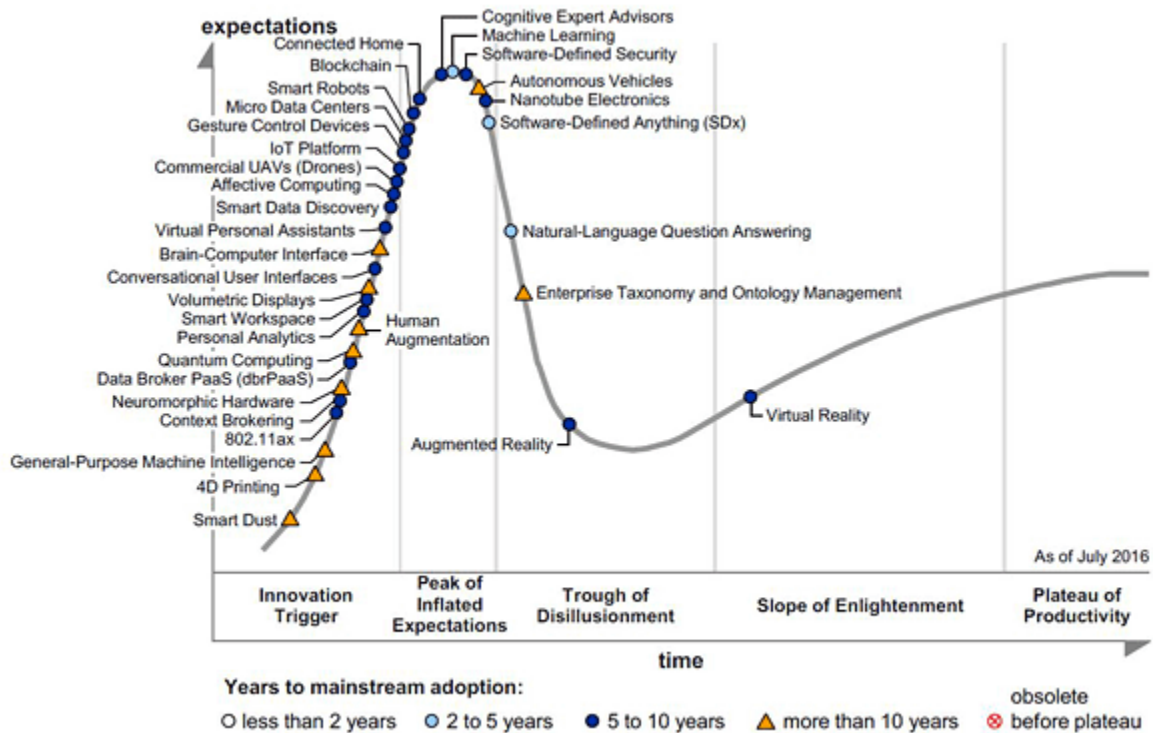 expectations
Cognitive Expert Advisors
Machine Learning
Software-Defined Security
Autonomous Vehicles
Nanotube Electronics
Software-Defined Anything (SDx)
Connected Home
Blockchain
Smart Robots
Micro Data Centers
Gesture Control Devices
IoT Platform
Commercial UAVs (Drones)
Affective Computing
Smart Data Discovery
Virtual Personal Assistants
Brain-Computer Interface
Conversational User Interfaces
Volumetric Displays
Smart Workspace
Personal Analytics
Human
Augmentation
Quantum Computing
Data Broker PaaS (dbrPaaS)
Neuromorphic Hardware
Context Brokering
802.11ax
General-Purpose Machine Intelligence
4D Printing
Smart Dust
Natural-Language Question Answering
Enterprise Taxonomy and Ontology Management
Augmented Reality
Virtual Reality
As of July 2016
Innovation
Trigger
Peak of
Inflated
Expectations
Trough of
Disillusionment
Slope of Enlightenment
Plateau of
Productivity
time
Years to mainstream adoption:
less than 2 years
2 to 5 years
5 to 10 years
more than 10 years
obsolete
before plateau